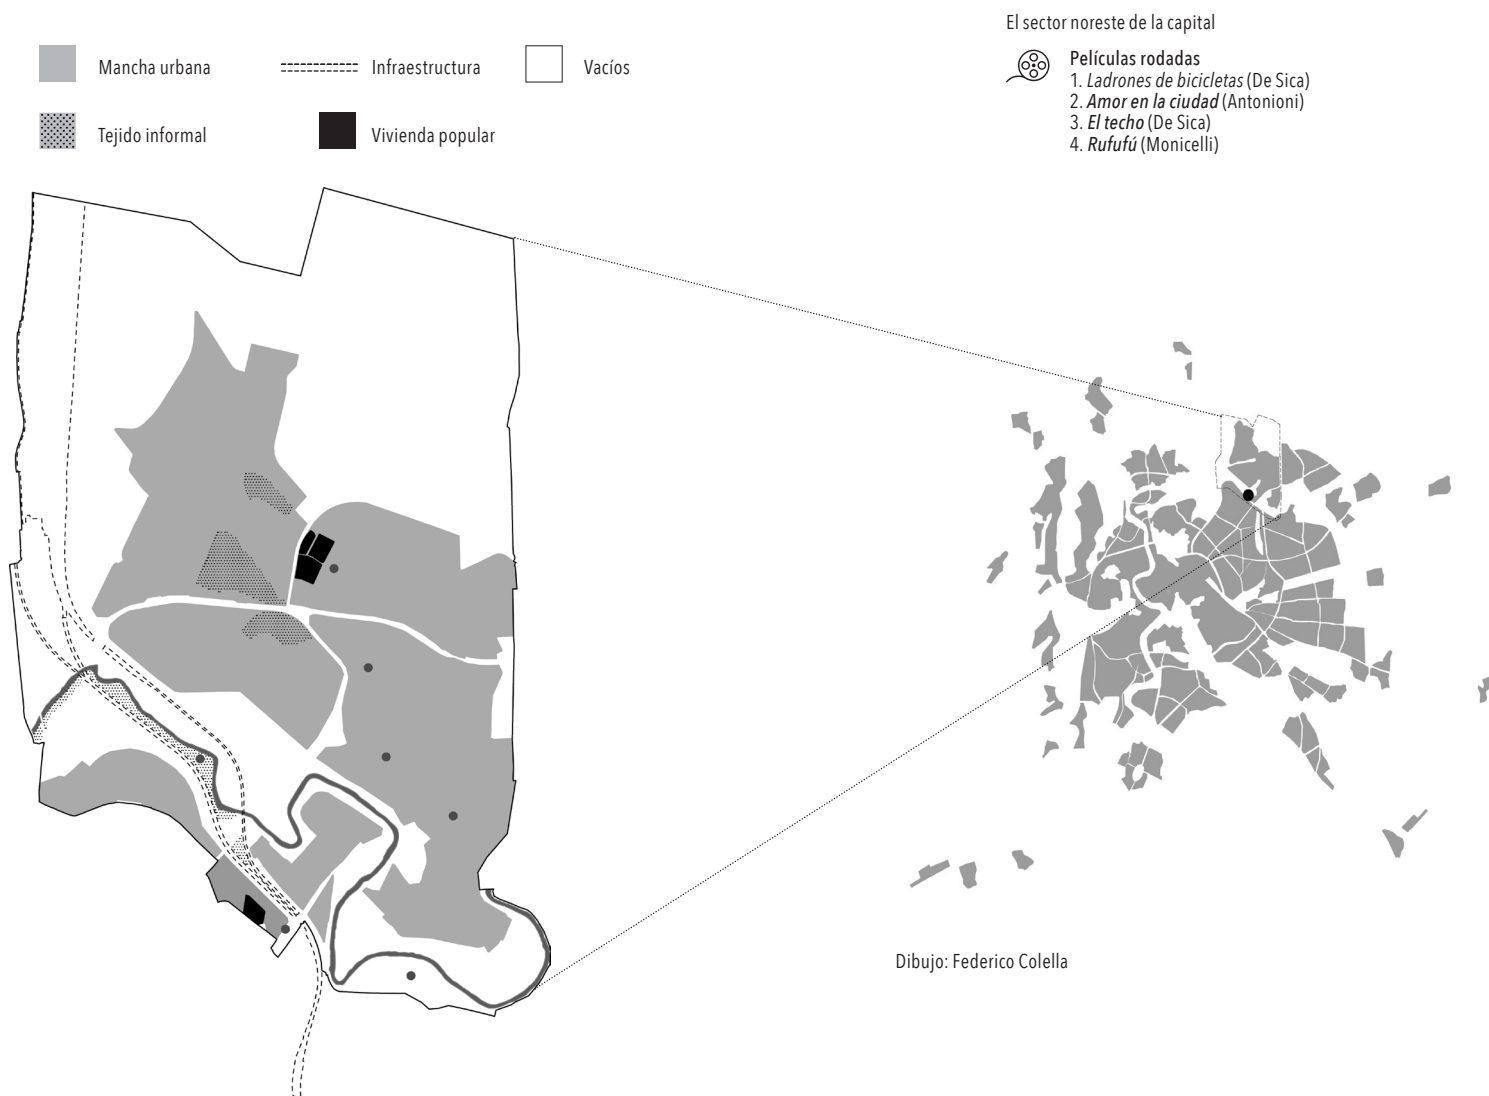 Mancha urbana
Infraestructura
Vacíos
Tejido informal
Vivienda popular
El sector noreste de la capital
Películas rodadas
1. Ladrones de bicicletas (De Sica)
2. Amor en la ciudad (Antonioni)
3. El techo (De Sica)
4. Rufufú (Monicelli)
Dibujo: Federico Colella